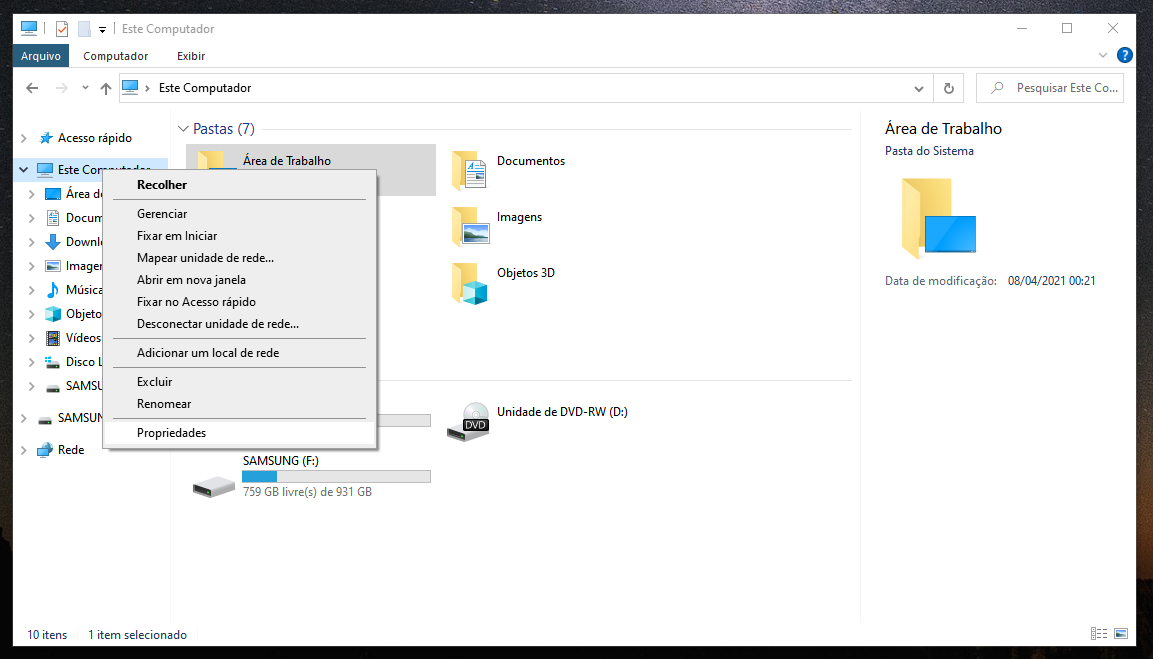 Este Computador
Arquivo Computador Exibir
?
Este Computador
Pesquisar Este Co...
Acesso rápido
Este Computador
Área de
Docum
Downl
Imagen
Música
Objeto
Vídeos
Disco L
SAMSU
SAMSUN
Rede
Recolher
Gerenciar
Fixar em Iniciar
Mapear unidade de rede...
Abrir em nova janela
Fixar no Acesso rápido
Desconectar unidade de rede...
Adicionar um local de rede
Excluir
Renomear
Propriedades
Pastas (7)
Área de Trabalho
Documentos
Imagens
Objetos 3D
DVD
Unidade de DVD-RW (D:)
SAMSUNG (F:)
759 GB livre(s) de 931 GB
Área de Trabalho
Pasta do Sistema
Data de modificação: 08/04/2021 00:21
10 itens 1 item selecionado